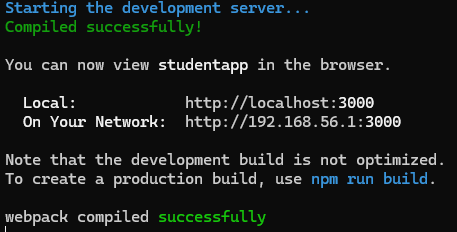 Starting the development server...
Compiled successfully!
You can now view studentapp in the browser.
Local: http://localhost:3000
On Your Network: http://192.168.56.1:3000
Note that the development build is not optimized.
To create a production build, use npm run build.
webpack compiled successfully